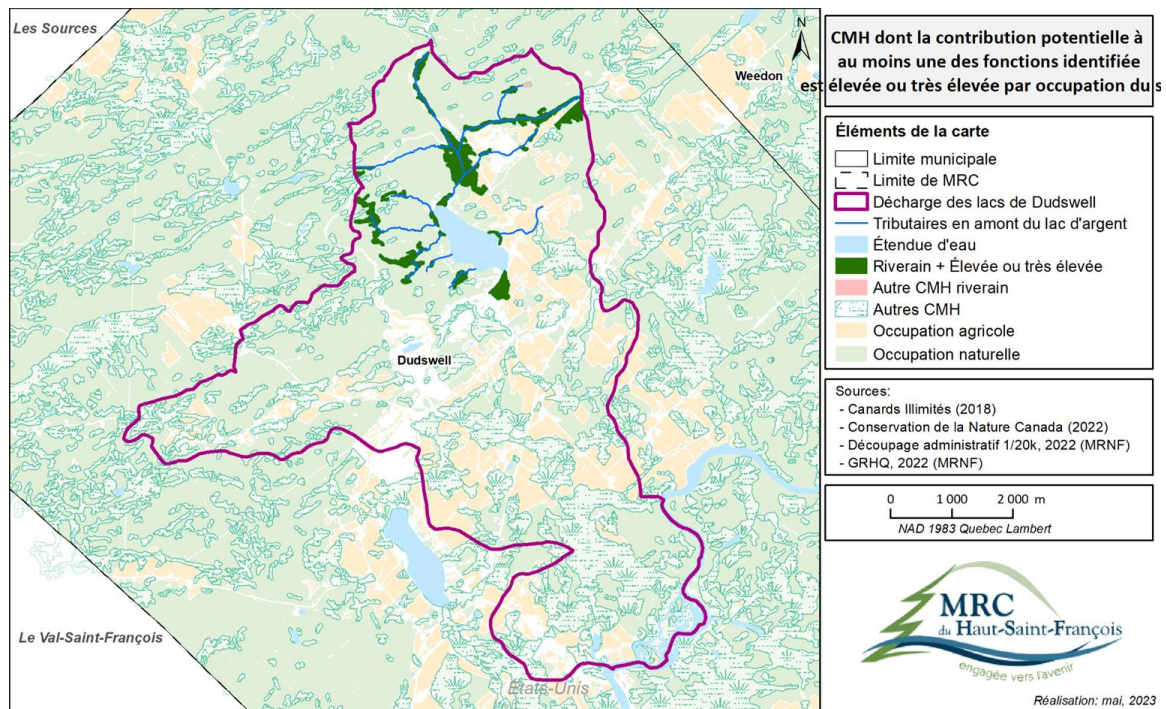 Les Sources
N
Weedon
Dudswell
Le Val-Saint-François
États-Unis
CMH dont la contribution potentielle à
au moins une des fonctions identifiée
est élevée ou très élevée par occupation du s
Éléments de la carte
Limite municipale
Limite de MRC
Décharge des lacs de Dudswell
Tributaires en amont du lac d'argent
Étendue d'eau
Riverain + Élevée ou très élevée
Autre CMH riverain
Autres CMH
Occupation agricole
Occupation naturelle
Sources:
- Canards Illimités (2018)
- Conservation de la Nature Canada (2022)
- Découpage administratif 1/20k, 2022 (MRNF)
- GRHQ, 2022 (MRNF)
0 1 000 2 000 m
NAD 1983 Quebec Lambert
MRC
du Haut-Saint-François
engagée vers l'avenir
Réalisation: mai, 2023